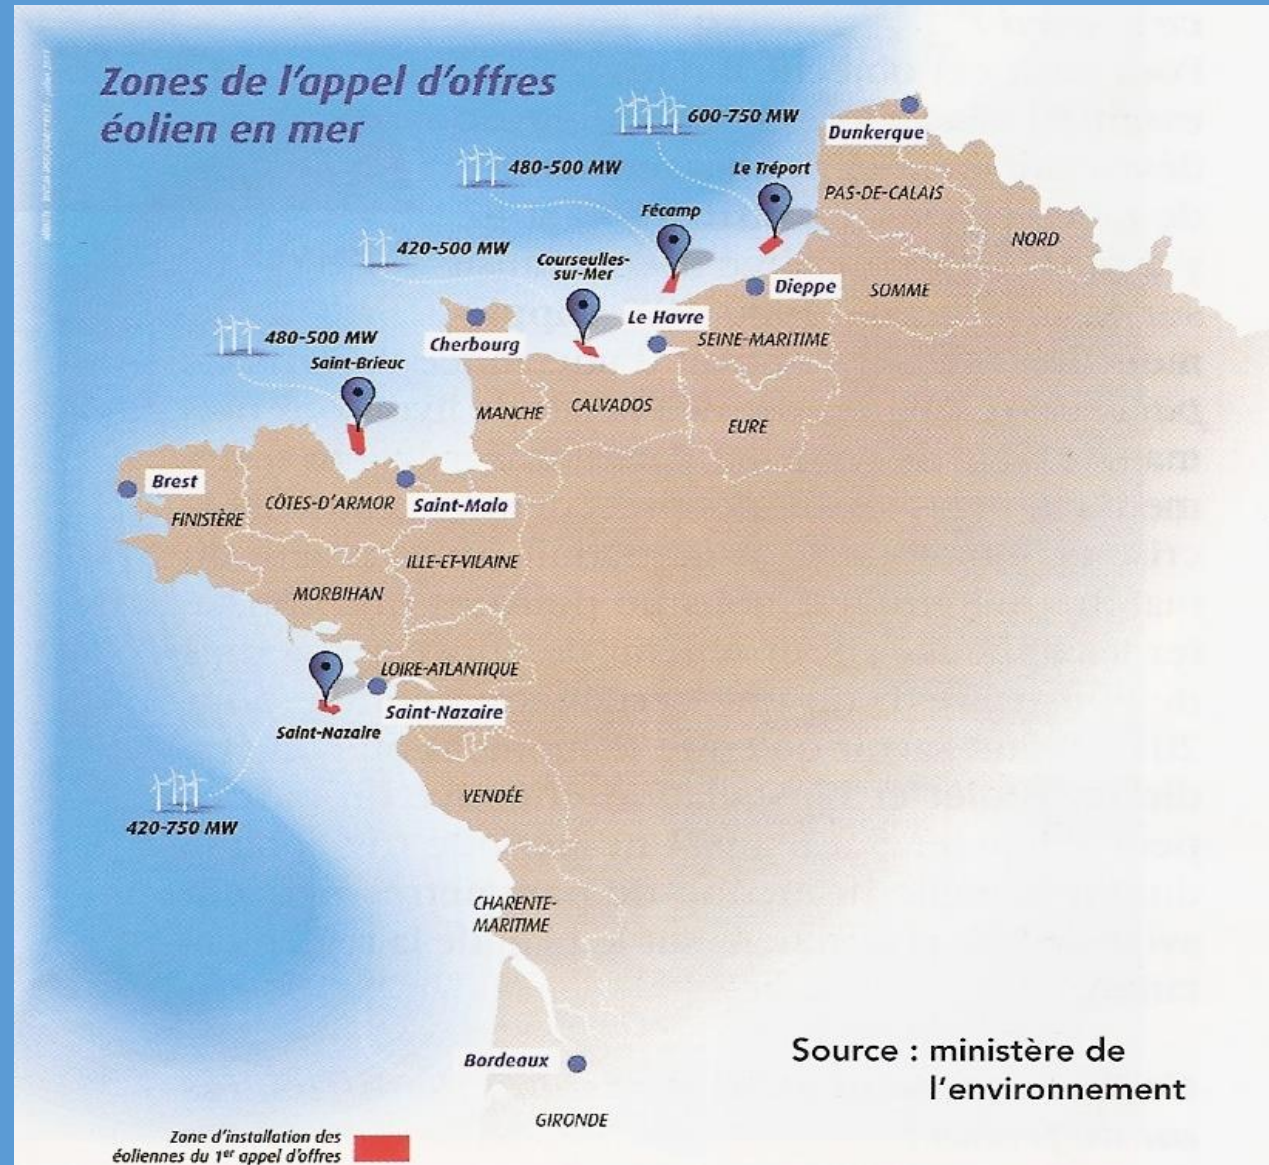 Zones de l'appel d'offres
éolien en mer
600-750 MW
Dunkerque
480-500 MW
Le Tréport
PAS-DE-CALAIS
Fécamp
NORD
420-500 MW
Courseulles-
sur-Mer
Dieppe
SOMME
Le Havre
480-500 MW
Cherbourg
SEINE-MARITIME
Saint-Brieuc
MANCHE
CALVADOS
EURE
Brest
CÔTES-D'ARMOR
Saint-Malo
FINISTÈRE
ILLE-ET-VILAINE
MORBIHAN
LOIRE-ATLANTIQUE
Saint-Nazaire
Saint-Nazaire
VENDÉE
420-750 MW
CHARENTE-
MARITIME
Source : ministère de
l'environnement
Bordeaux
GIRONDE
Zone d'installation des
éoliennes du 1er appel d'offres